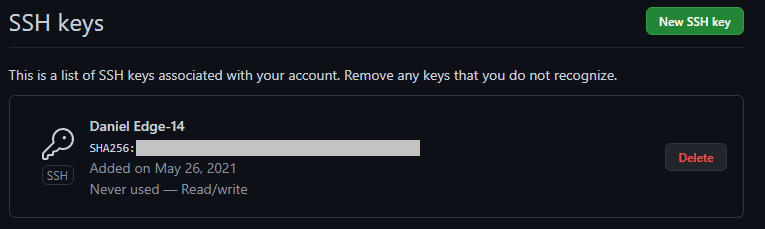 SSH keys
New SSH key
This is a list of SSH keys associated with your account. Remove any keys that you do not recognize.
Daniel Edge-14
SHA256:
Added on May 26, 2021
SSH
Never used — Read/write
Delete